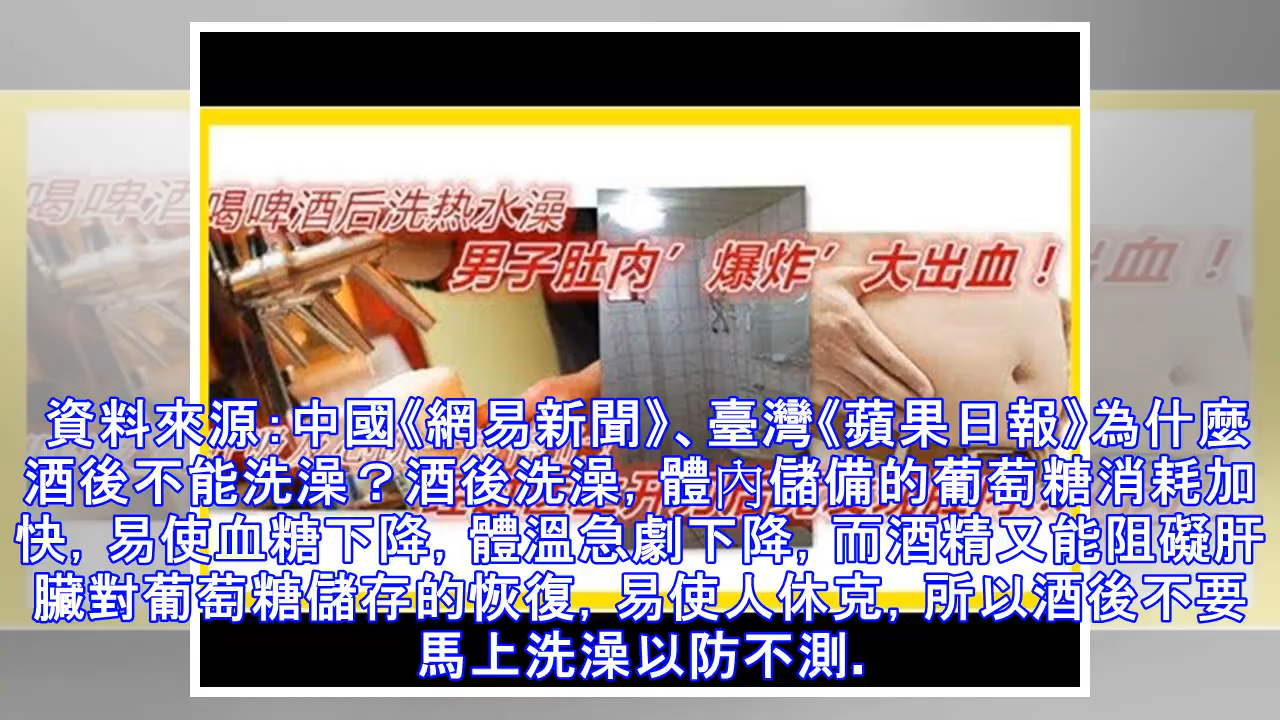 喝啤酒后洗热水澡
男子肚内’爆炸’大出血！
資料來源：中國《網易新聞》、臺灣《蘋果日報》為什麼
酒後不能洗澡？酒後洗澡，體內儲備的葡萄糖消耗加
快，易使血糖下降，體溫急劇下降，而酒精又能阻礙肝
臟對葡萄糖儲存的恢復，易使人休克，所以酒後不要
馬上洗澡以防不測.